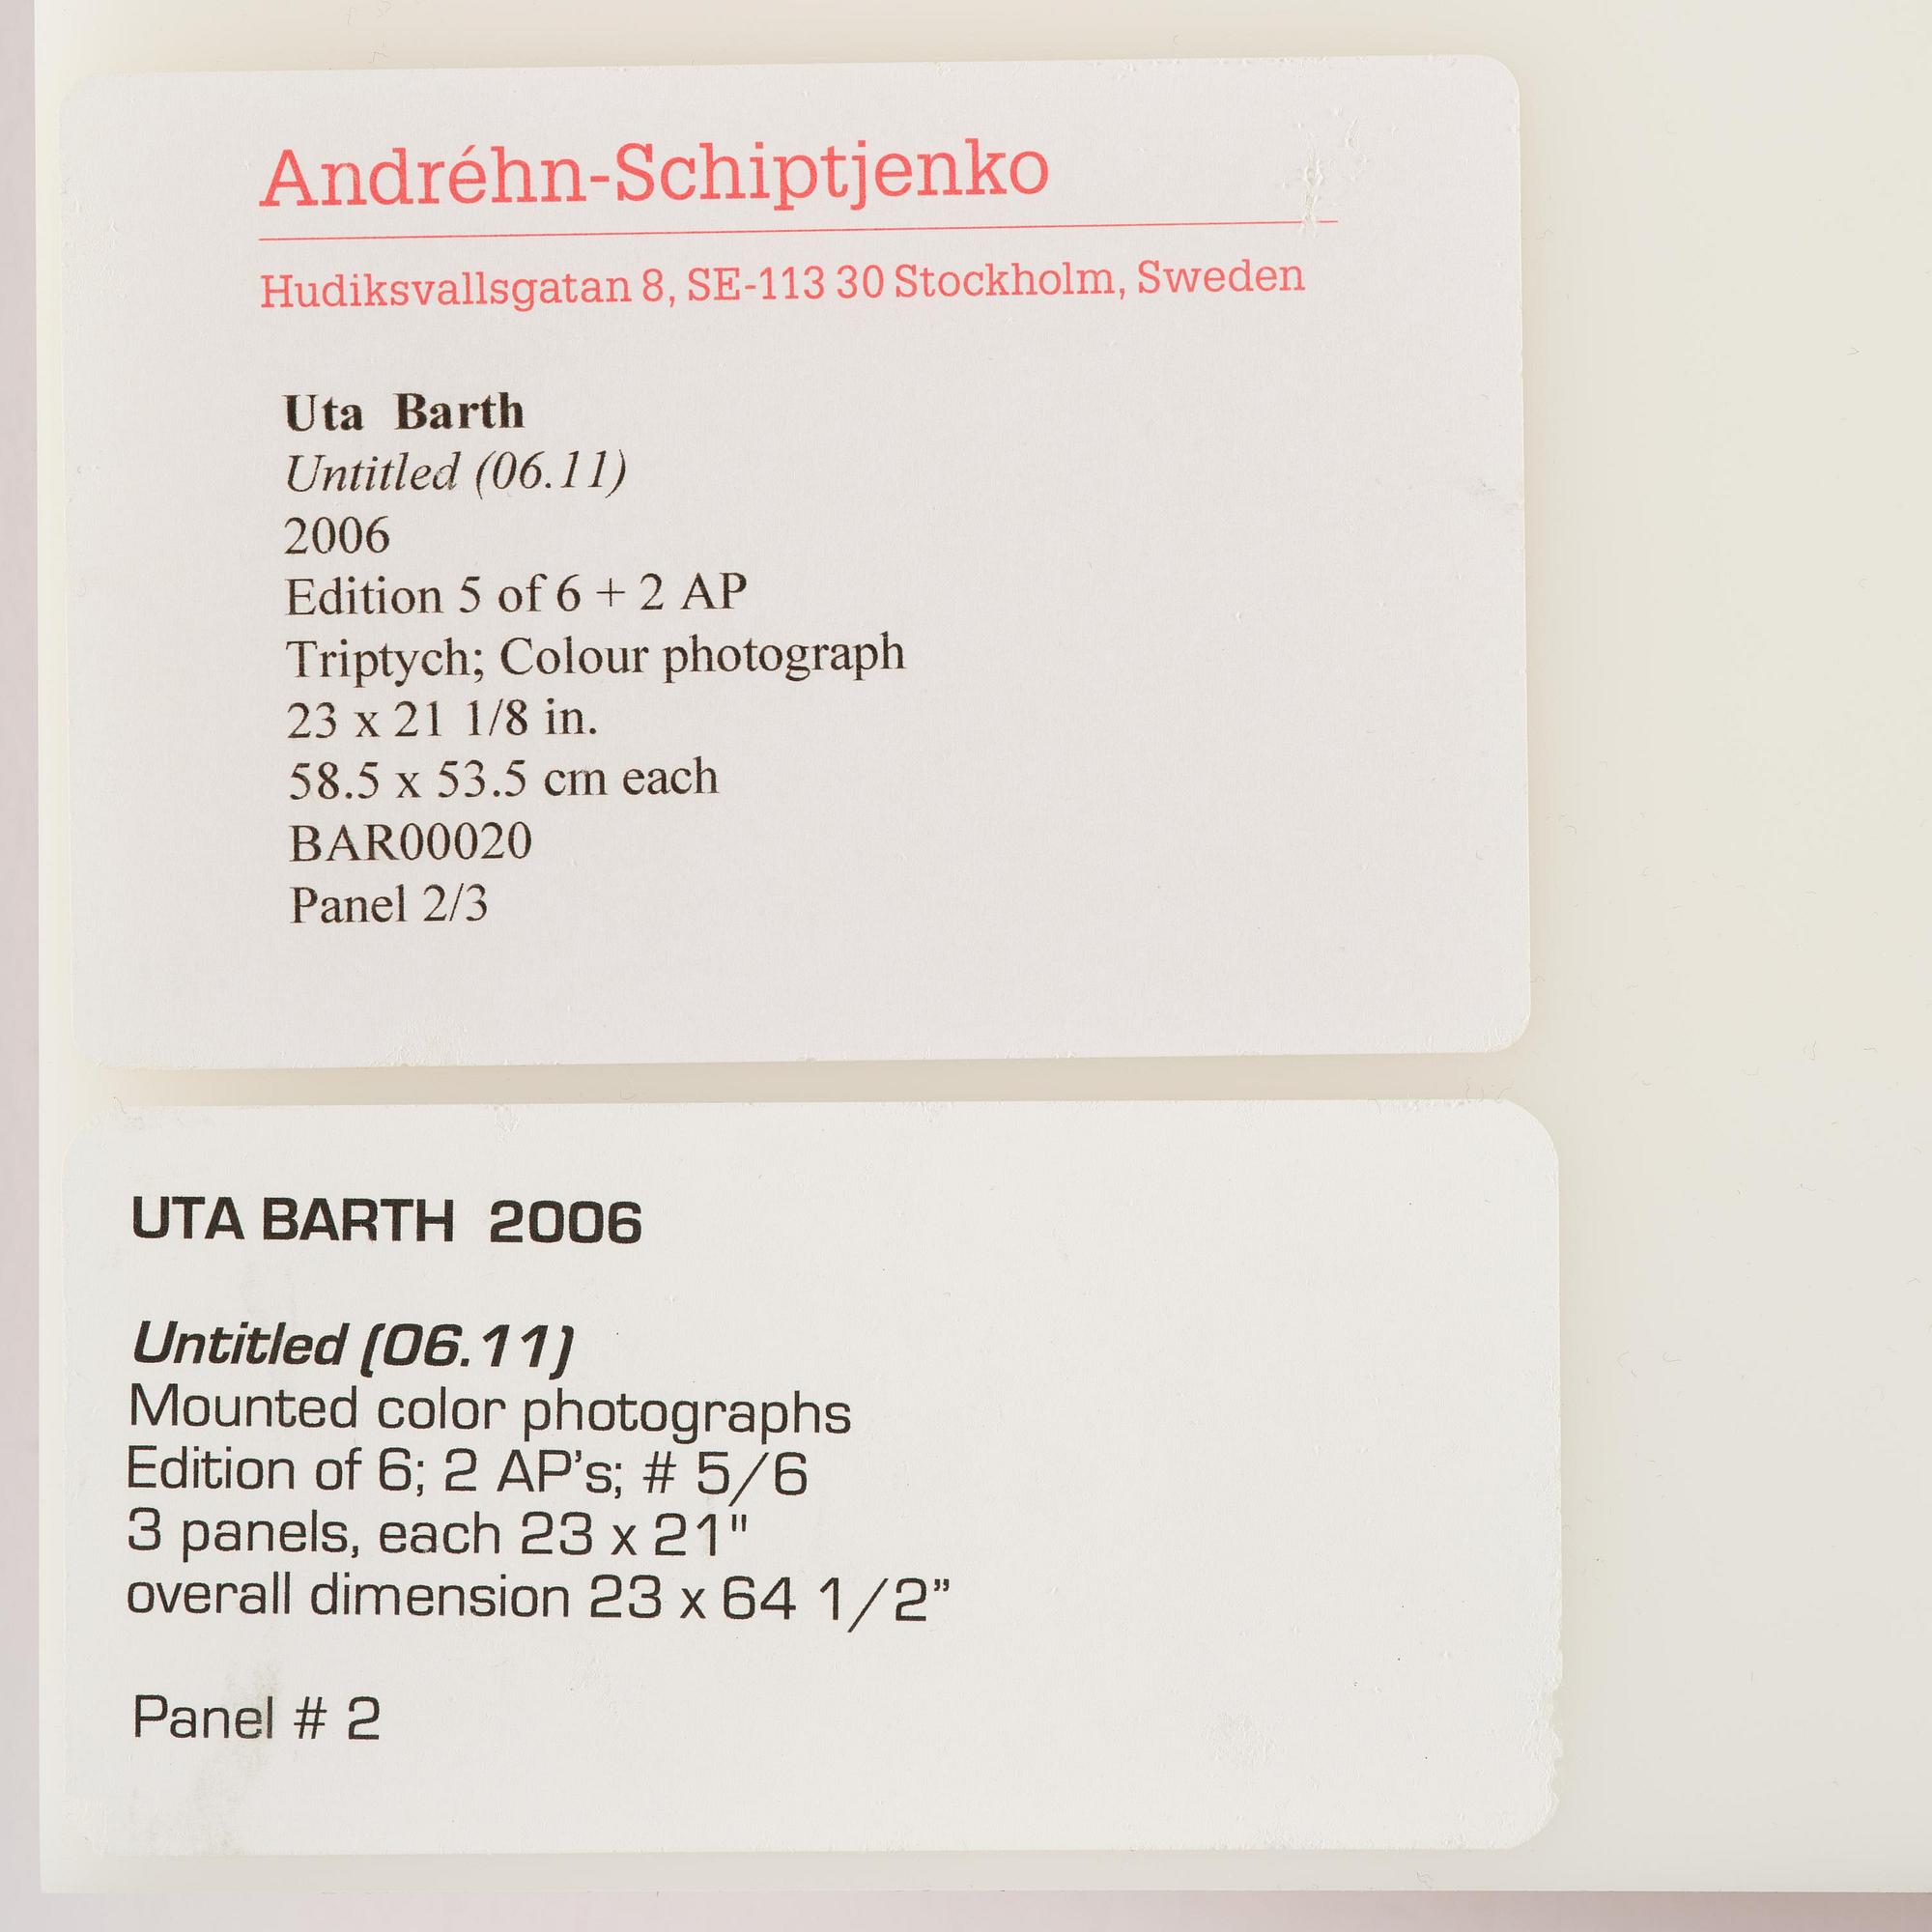 Andréhn-Schiptjenko
Hudiksvallsgatan 8, SE-113 30 Stockholm, Sweden
Uta Barth
Untitled (06.11)
2006
Edition 5 of 6 + 2 AP
Triptych; Colour photograph
23 x 21 1/8 in.
58.5 x 53.5 cm each
BAR00020
Panel 2/3
UTA BARTH 2006
Untitled (06.11)
Mounted color photographs
Edition of 6; 2 AP’s; # 5/6
3 panels, each 23 x 21"
overall dimension 23 x 64 1/2”
Panel # 2